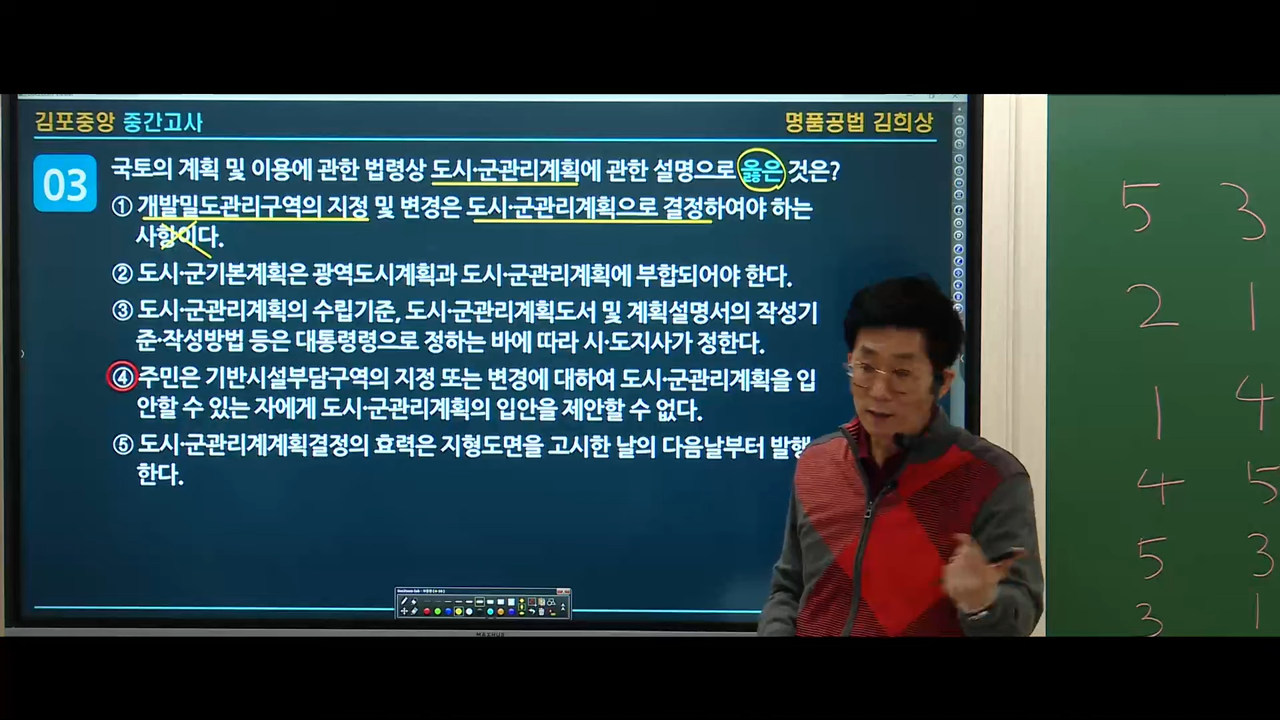 김포중앙 중간고사
명품공법 김희상
03
국토의 계획 및 이용에 관한 법령상 도시·군관리계획에 관한 설명으로 옳은 것은?
① 개발밀도관리구역의 지정 및 변경은 도시·군관리계획으로 결정하여야 하는
사항이다.
② 도시·군기본계획은 광역도시계획과 도시·군관리계획에 부합되어야 한다.
③ 도시·군관리계획의 수립기준, 도시·군관리계획도서 및 계획설명서의 작성기
준·작성방법 등은 대통령령으로 정하는 바에 따라 시·도지사가 정한다.
④ 주민은 기반시설부담구역의 지정 또는 변경에 대하여 도시·군관리계획을 입
안할 수 있는 자에게 도시·군관리계획의 입안을 제안할 수 없다.
⑤ 도시·군관리계계획결정의 효력은 지형도면을 고시한 날의 다음날부터 발행
한다.
5 3
2 1
1 4
4 5
5 3
3 1